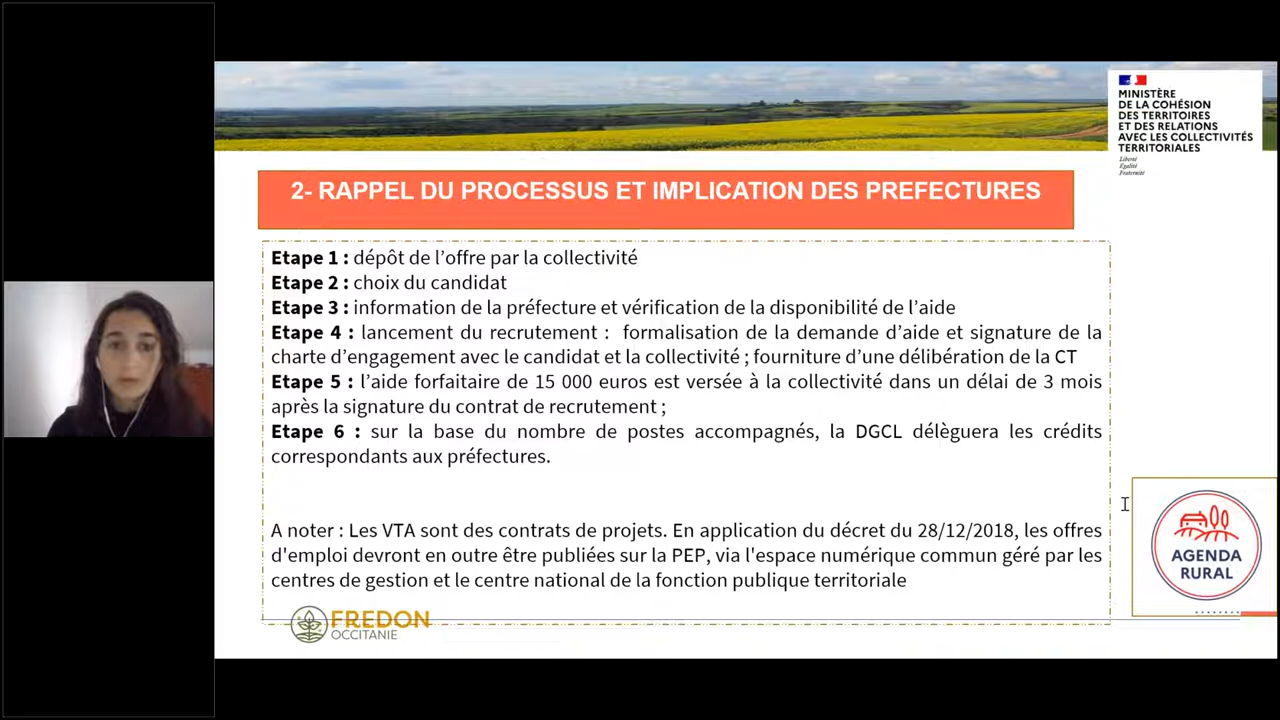 MINISTÈRE
DE LA COHÉSION
DES TERRITOIRES
ET DES RELATIONS
AVEC LES COLLECTIVITÉS
TERRITORIALES
Liberté
Égalité
Fraternité
2- RAPPEL DU PROCESSUS ET IMPLICATION DES PREFECTURES
Etape 1 : dépôt de l’offre par la collectivité
Etape 2 : choix du candidat
Etape 3 : information de la préfecture et vérification de la disponibilité de l’aide
Etape 4 : lancement du recrutement : formalisation de la demande d’aide et signature de la
charte d’engagement avec le candidat et la collectivité ; fourniture d’une délibération de la CT
Etape 5 : l’aide forfaitaire de 15 000 euros est versée à la collectivité dans un délai de 3 mois
après la signature du contrat de recrutement ;
Etape 6 : sur la base du nombre de postes accompagnés, la DGCL délèguera les crédits
correspondants aux préfectures.
A noter : Les VTA sont des contrats de projets. En application du décret du 28/12/2018, les offres
d'emploi devront en outre être publiées sur la PEP, via l'espace numérique commun géré par les
centres de gestion et le centre national de la fonction publique territoriale
AGENDA
RURAL
FREDON
OCCITANIE